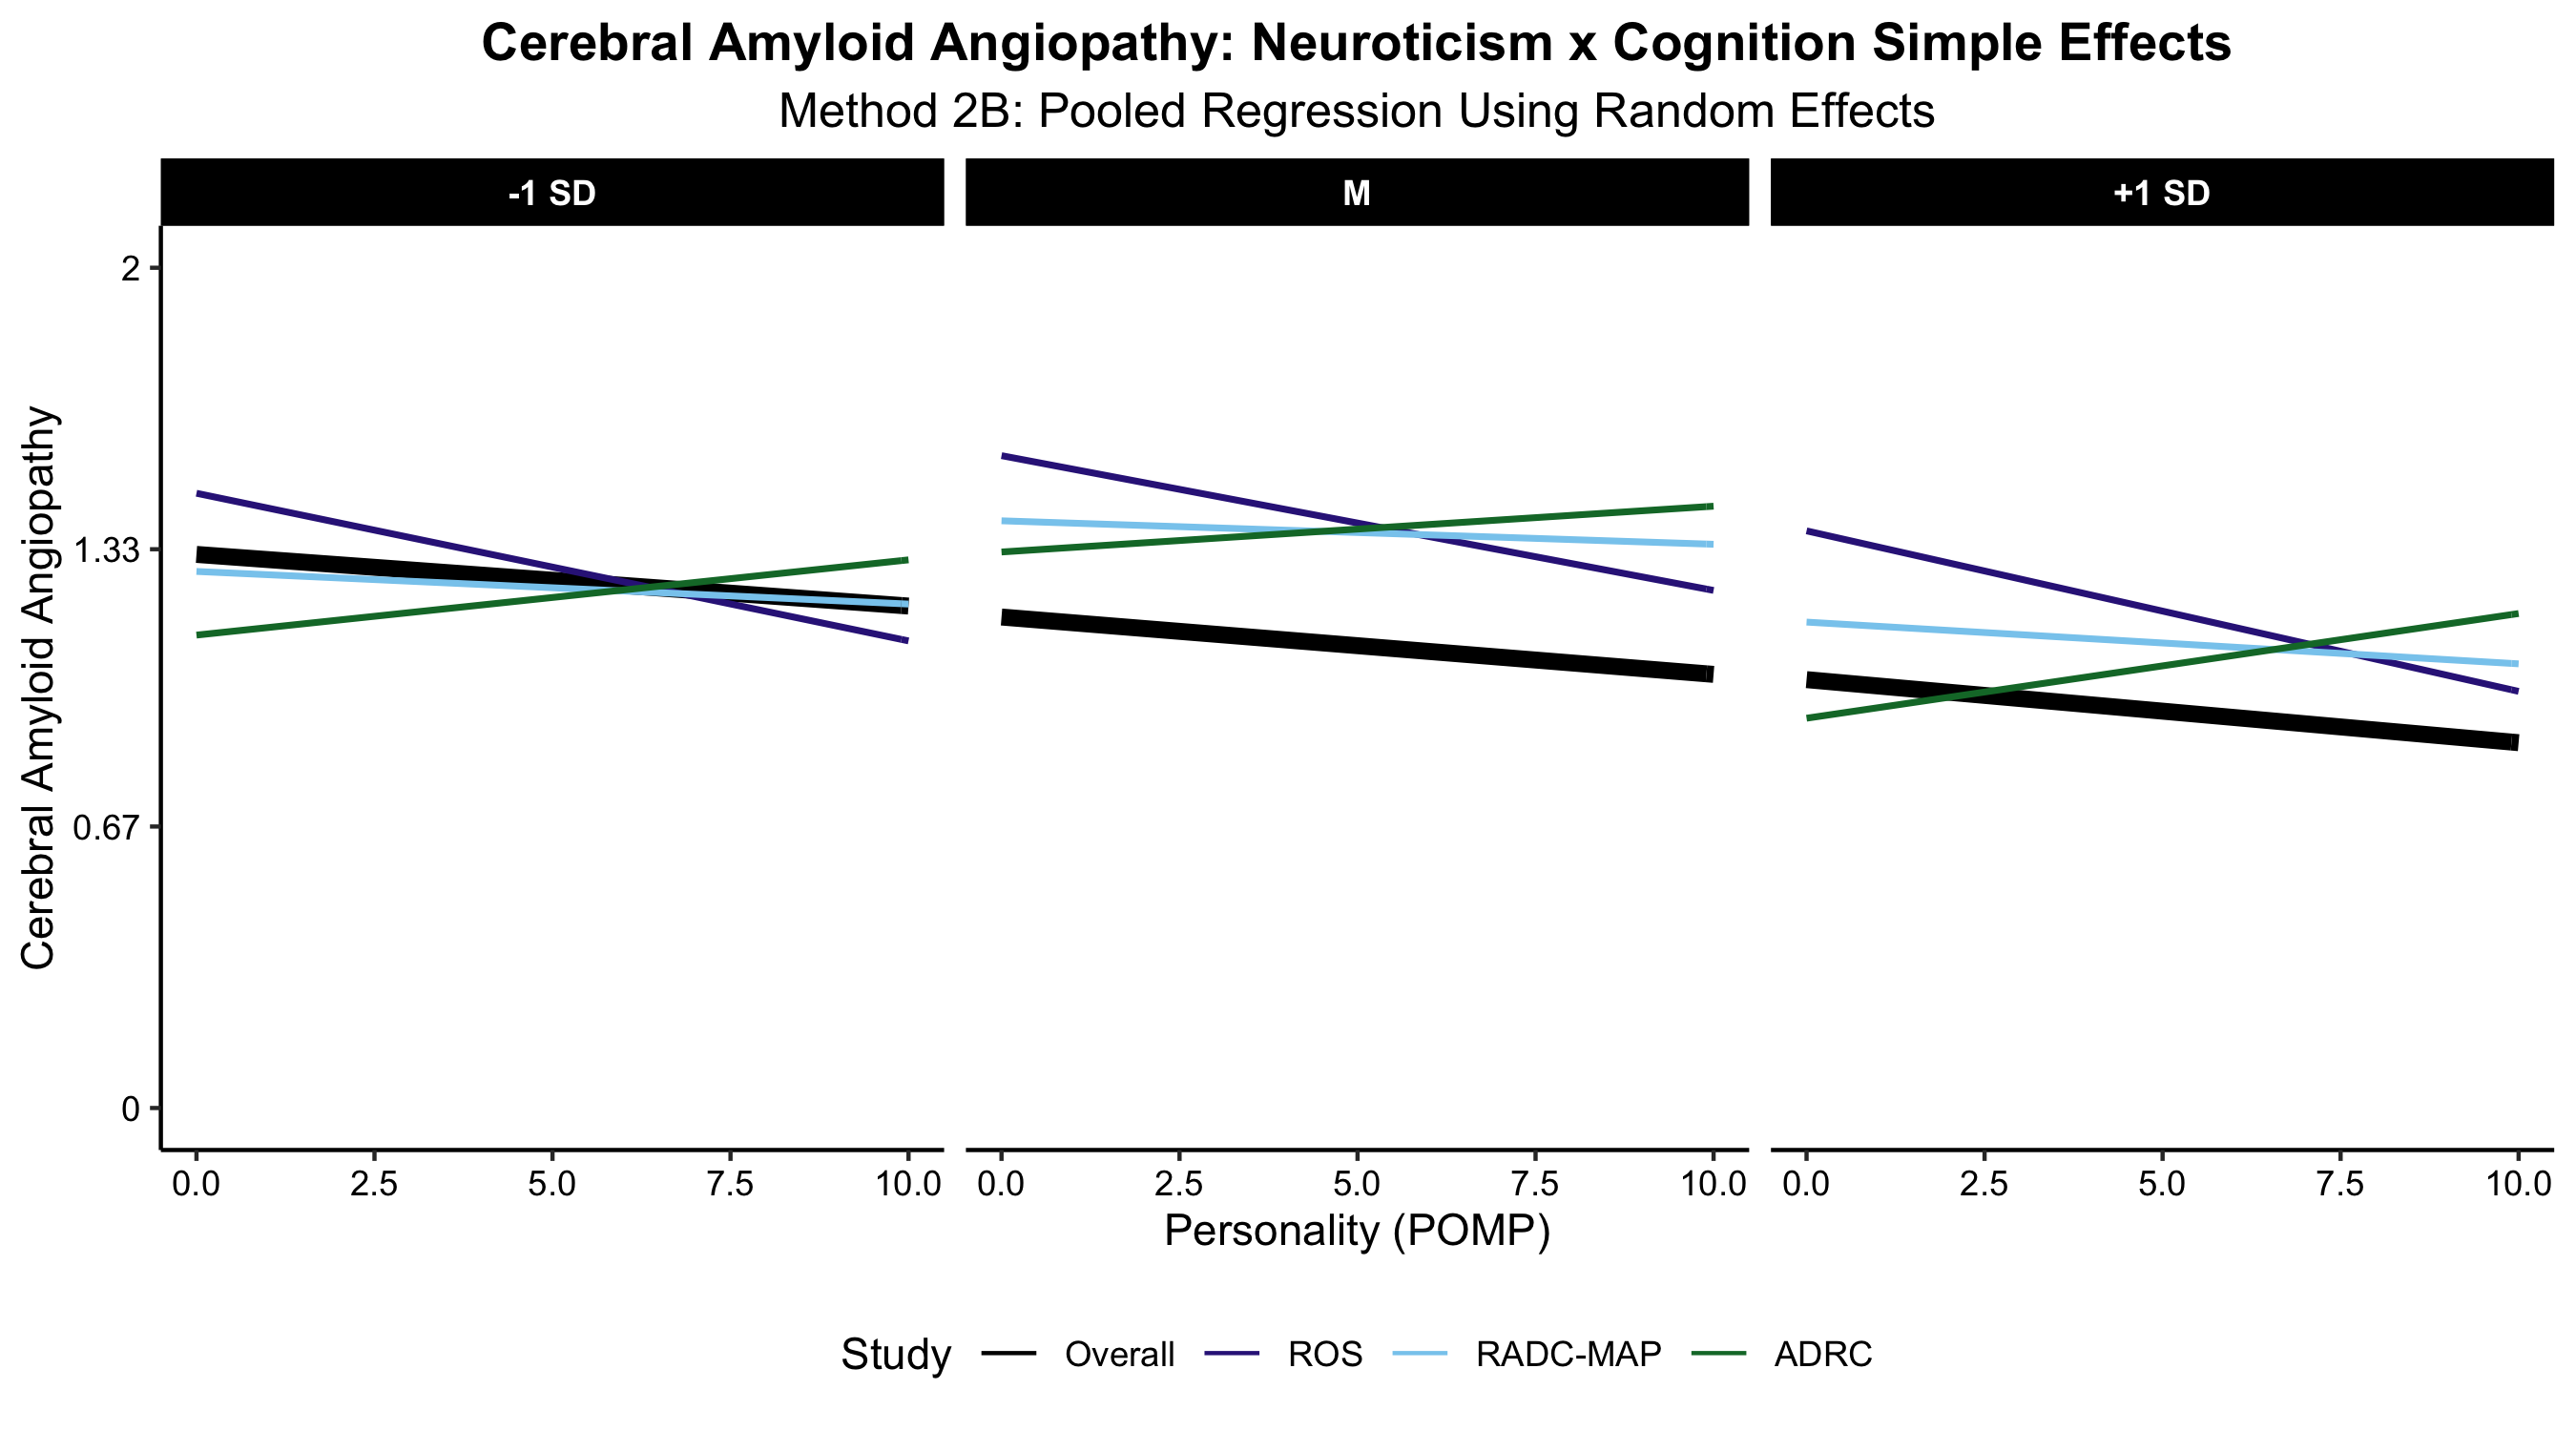 Cerebral Amyloid Angiopathy: Neuroticism x Cognition Simple Effects
Method 2B: Pooled Regression Using Random Effects
-1 SD
M
+1 SD
Cerebral Amyloid Angiopathy
2
1.33
0.67
0
0.0 2.5 5.0 7.5 10.0
0.0 2.5 5.0 7.5 10.0
0.0 2.5 5.0 7.5 10.0
Personality (POMP)
Study Overall ROS RADC-MAP ADRC